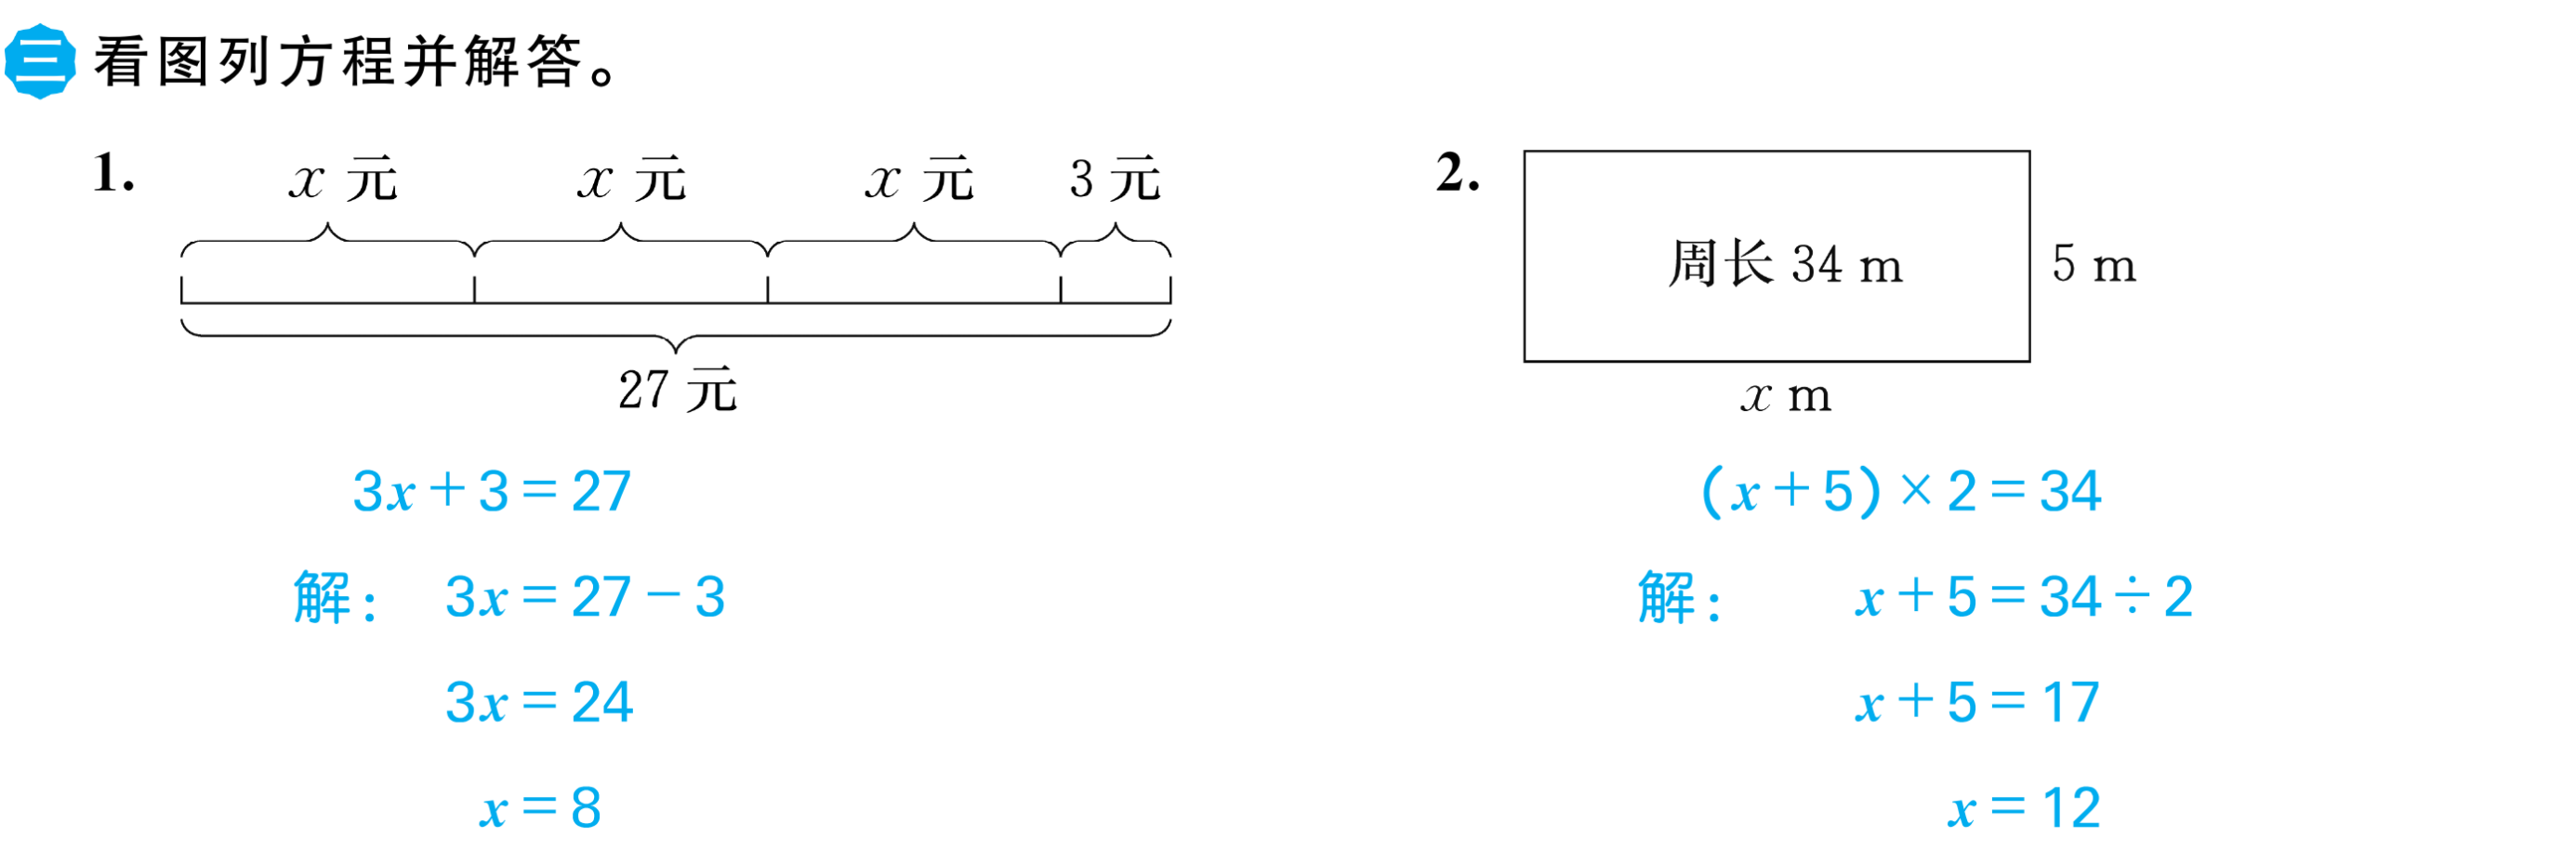 三 看图列方程并解答。
1.
x 元 x 元 x 元 3 元
27 元
3x + 3 = 27
解： 3x = 27 − 3
3x = 24
x = 8
2.
周长 34 m
5 m
x m
(x + 5) × 2 = 34
解： x + 5 = 34 ÷ 2
x + 5 = 17
x = 12